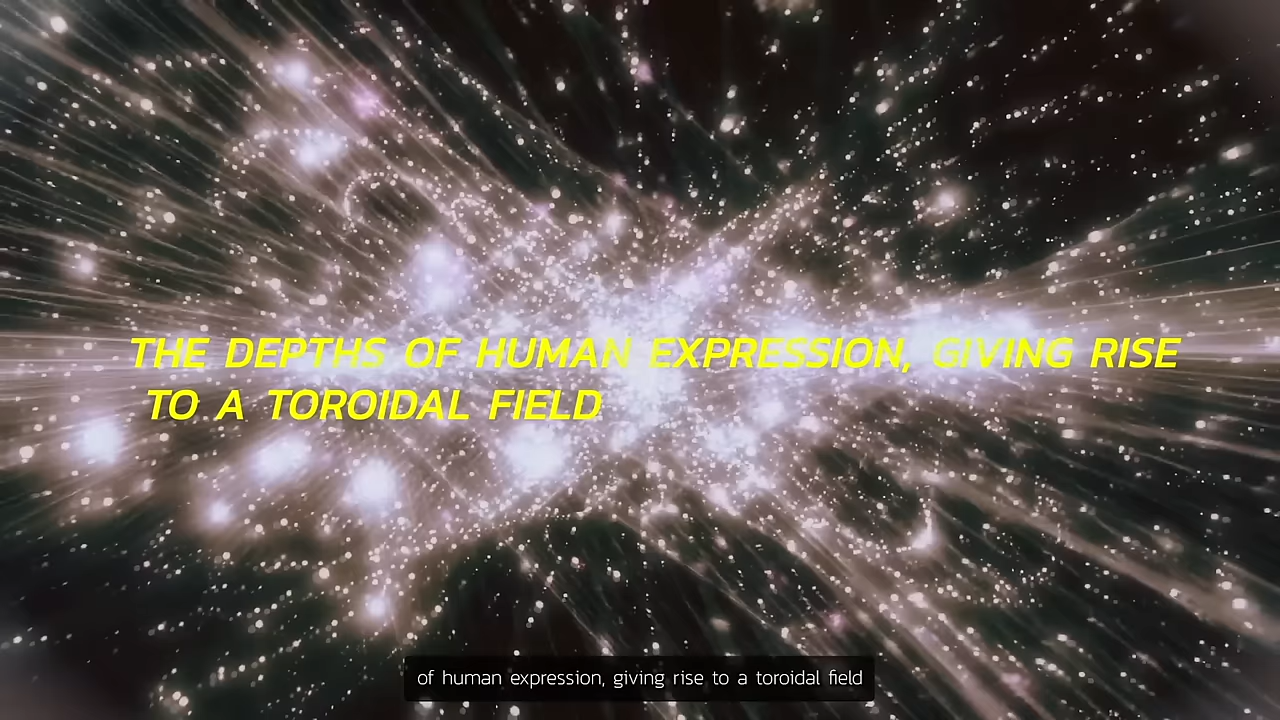 THE DEPTHS OF HUMAN EXPRESSION, GIVING RISE
TO A TOROIDAL FIELD
of human expression, giving rise to a toroidal field